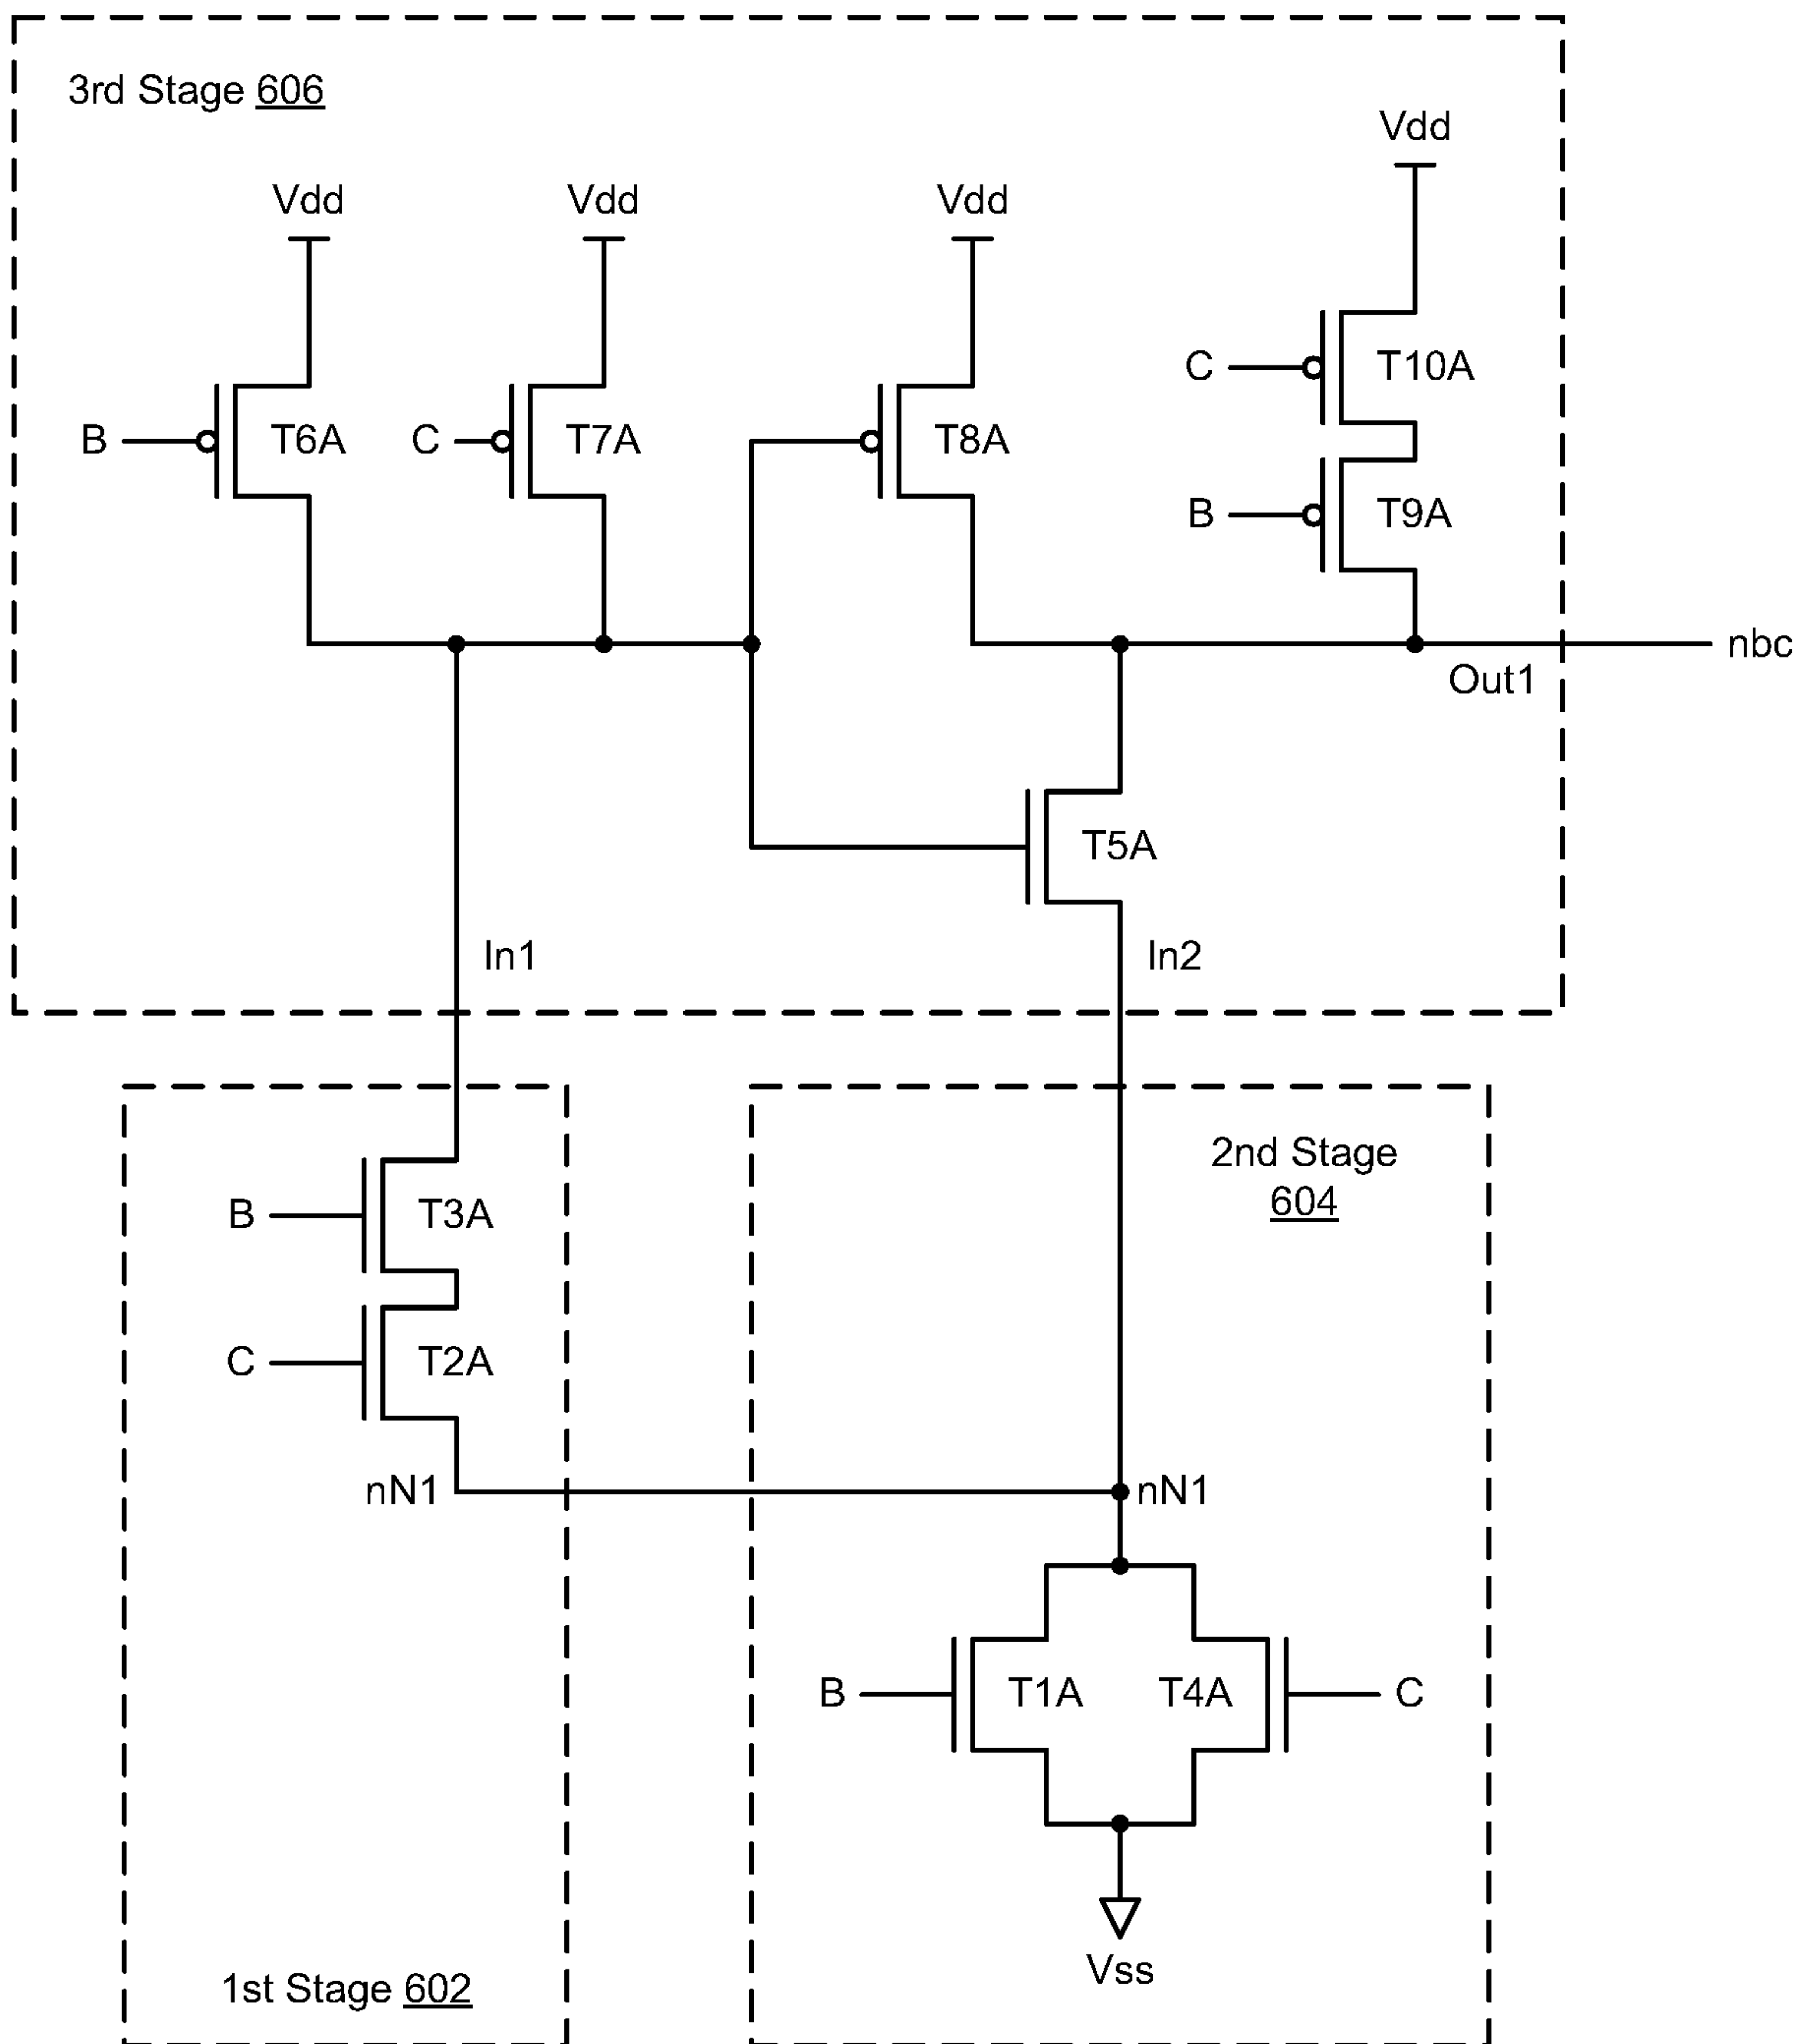 3rd Stage 606
Vdd
Vdd
Vdd
Vdd
C
T10A
B
T6A
C
T7A
T8A
B
T9A
nbc
Out1
T5A
In1
In2
2nd Stage
604
B
T3A
C
T2A
nN1
nN1
B
T1A
T4A
C
Vss
1st Stage 602